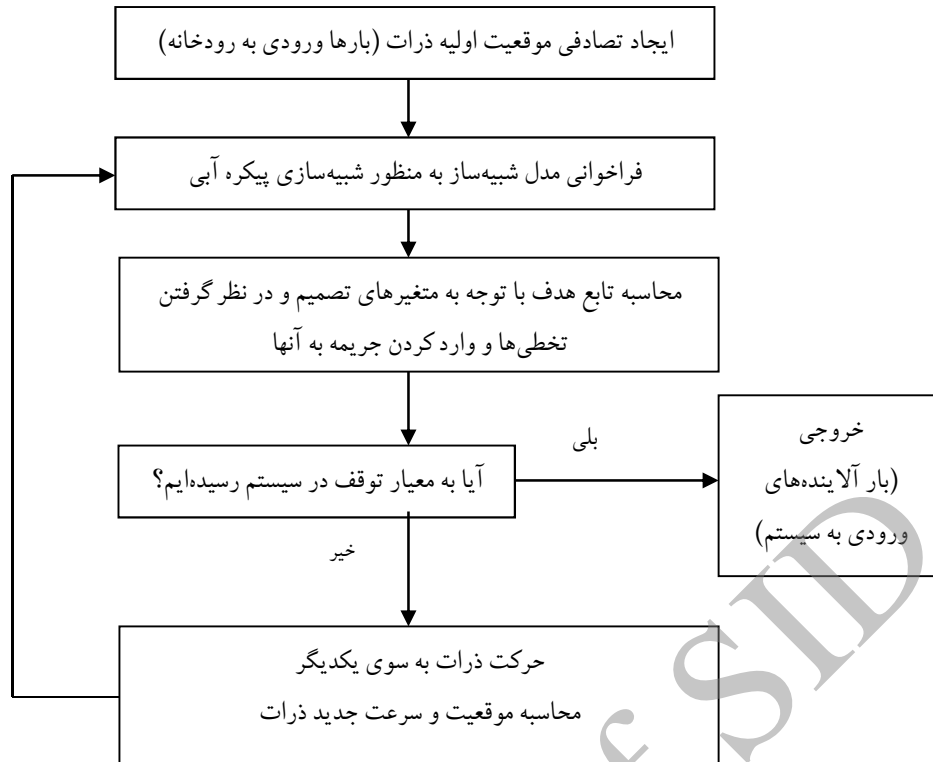 ایجاد تصادفی موقعیت اولیه ذرات (بارها ورودی به رودخانه)
فراخوانی مدل شبیه‌ساز به منظور شبیه‌سازی پیکره آبی
محاسبه تابع هدف با توجه به متغیرهای تصمیم و در نظر گرفتن
تخطی‌ها و وارد کردن جریمه به آنها
آیا به معیار توقف در سیستم رسیده‌ایم؟
بلی
خروجی
(بار آلاینده‌های
ورودی به سیستم)
خیر
حرکت ذرات به سوی یکدیگر
محاسبه موقعیت و سرعت جدید ذرات
f SID